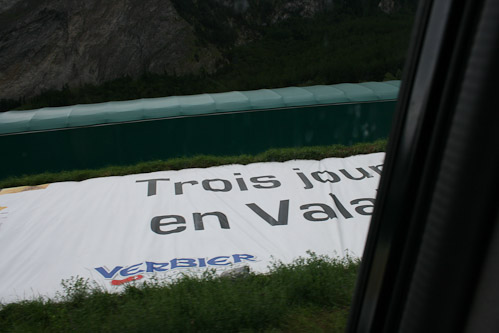 Trois jour
en Vala
VERBIER